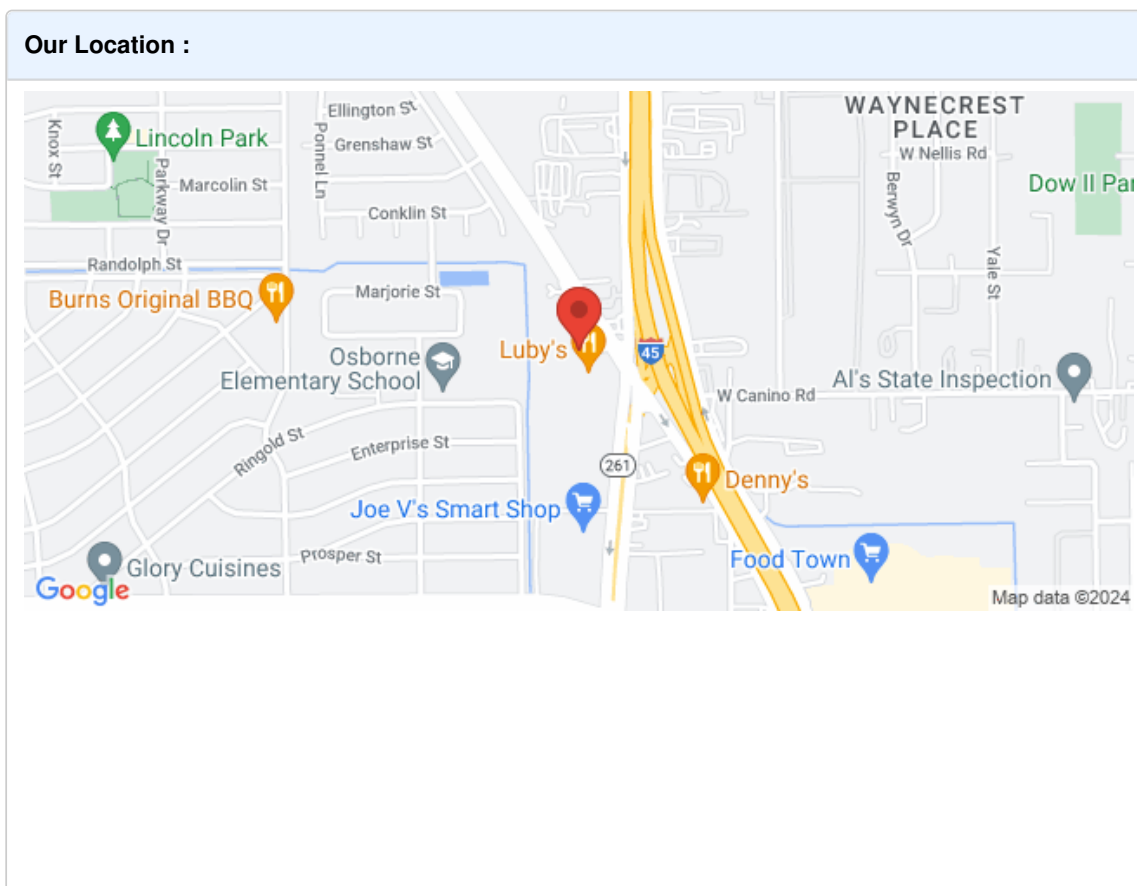 Our Location :
WAYNECREST
PLACE
Ellington St
Knox St
Lincoln Park
Ponnel Ln
Grenshaw St
W Nellis Rd
Parkway Dr
Marcolin St
Berwyn Dr
Dow II Par
Conklin St
Randolph St
Yale St
Burns Original BBQ
Marjorie St
Luby's
45
Osborne
Elementary School
Al's State Inspection
W Canino Rd
Ringold St
Enterprise St
261
Denny's
Joe V's Smart Shop
Prosper St
Food Town
Glory Cuisines
Google
Map data ©2024